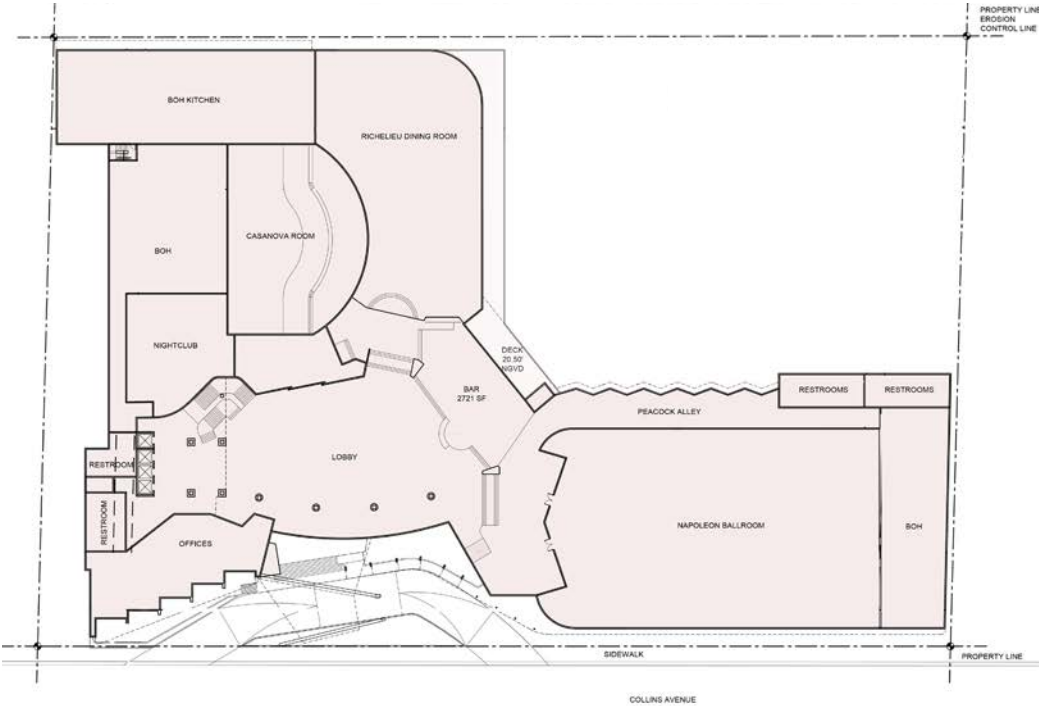 PROPERTY LINE
EROSION
CONTROL LINE
BOH KITCHEN
RICHELIEU DINING ROOM
CASANOVA ROOM
BOH
NIGHTCLUB
DECK
20.50'
NGVD
BAR
2721 SF
RESTROOMS
RESTROOMS
PEACOCK ALLEY
LOBBY
RESTROOM
RESTROOM
OFFICES
NAPOLEON BALLROOM
BOH
SIDEWALK
PROPERTY LINE
COLLINS AVENUE